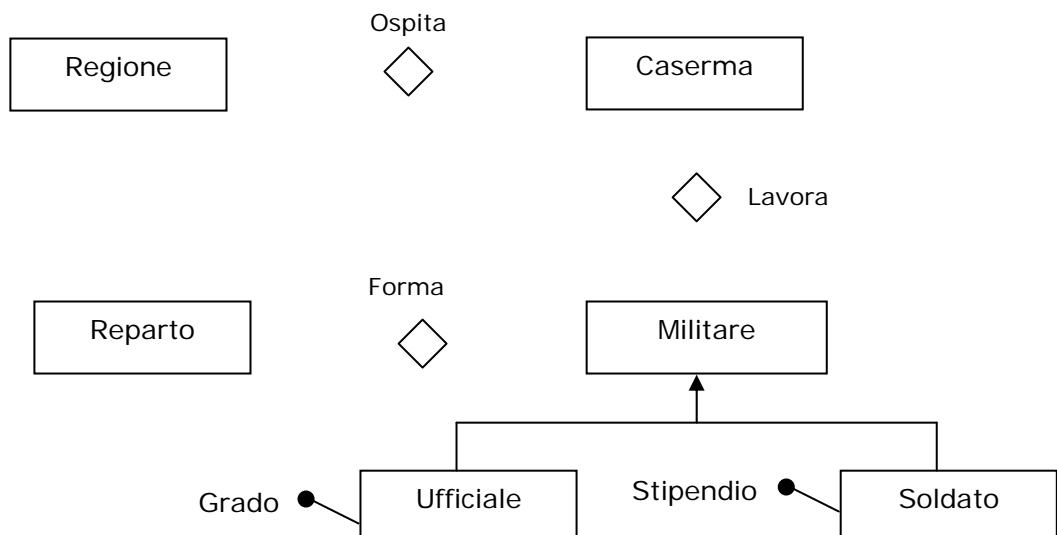 Ospita
Regione
Caserma
Lavora
Forma
Reparto
Militare
Grado
Ufficiale
Stipendio
Soldato